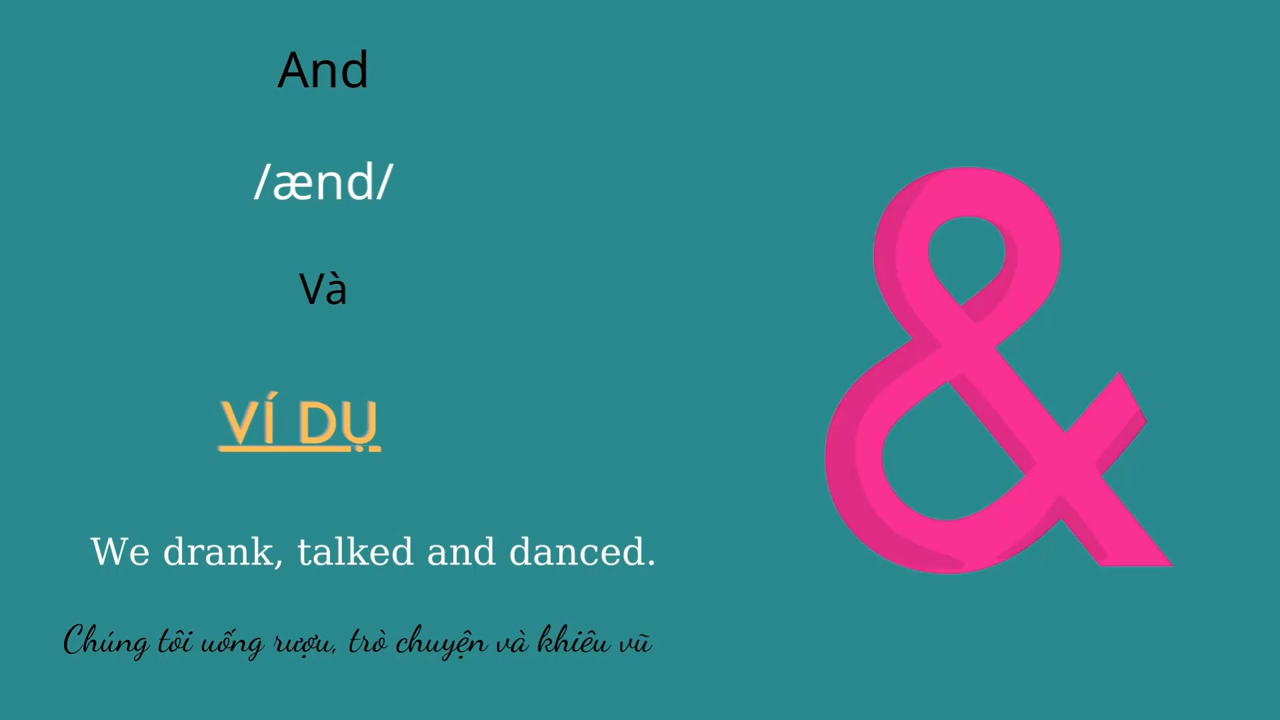 And
/ænd/
Và
VÍ DỤ
We drank, talked and danced.
Chúng tôi uống rượu, trò chuyện và khiêu vũ
&